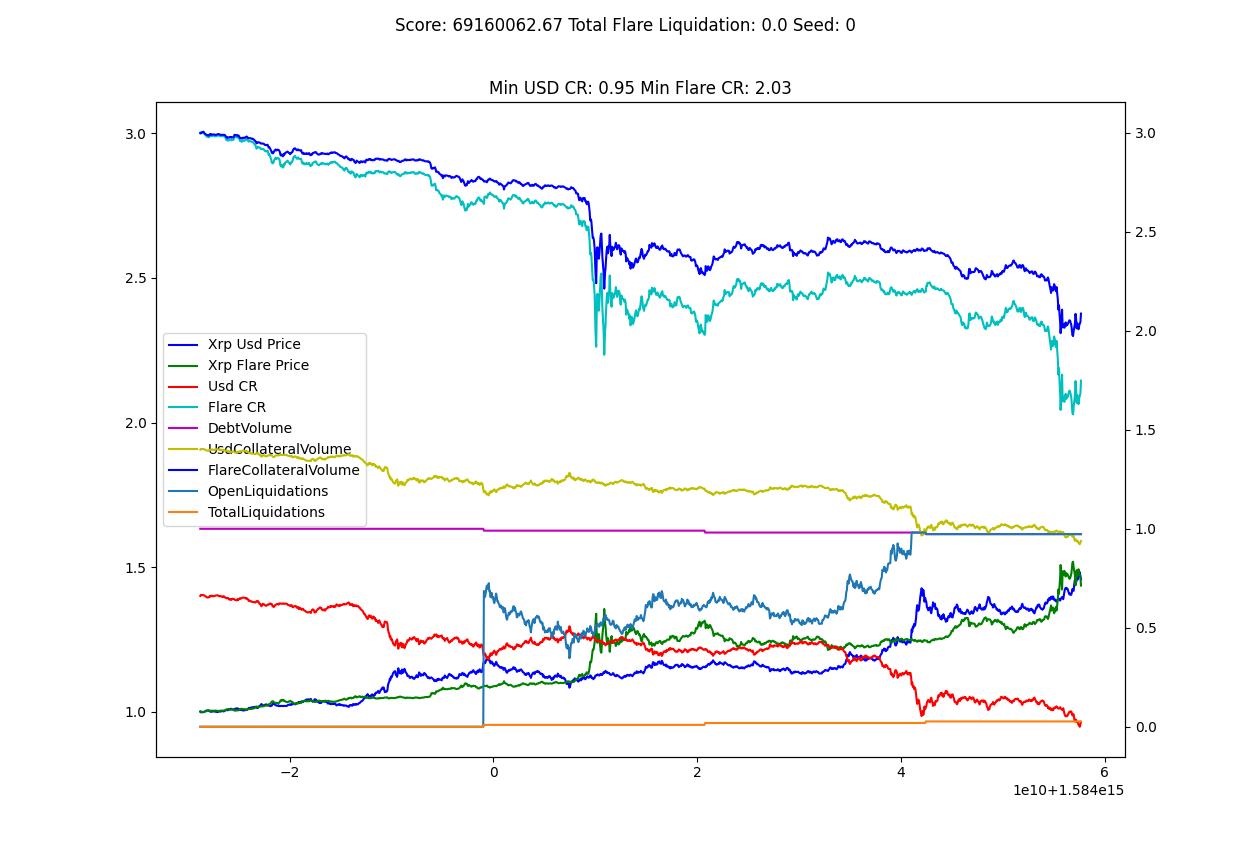 Score: 69160062.67 Total Flare Liquidation: 0.0 Seed: 0
Min USD CR: 0.95 Min Flare CR: 2.03
3.0
2.5
2.0
1.5
1.0
Xrp Usd Price
Xrp Flare Price
Usd CR
Flare CR
DebtVolume
UsdCollateralVolume
FlareCollateralVolume
OpenLiquidations
TotalLiquidations
3.0
2.5
2.0
1.5
1.0
0.5
0.0
−2 0 2 4 6
1e10+1.584e15